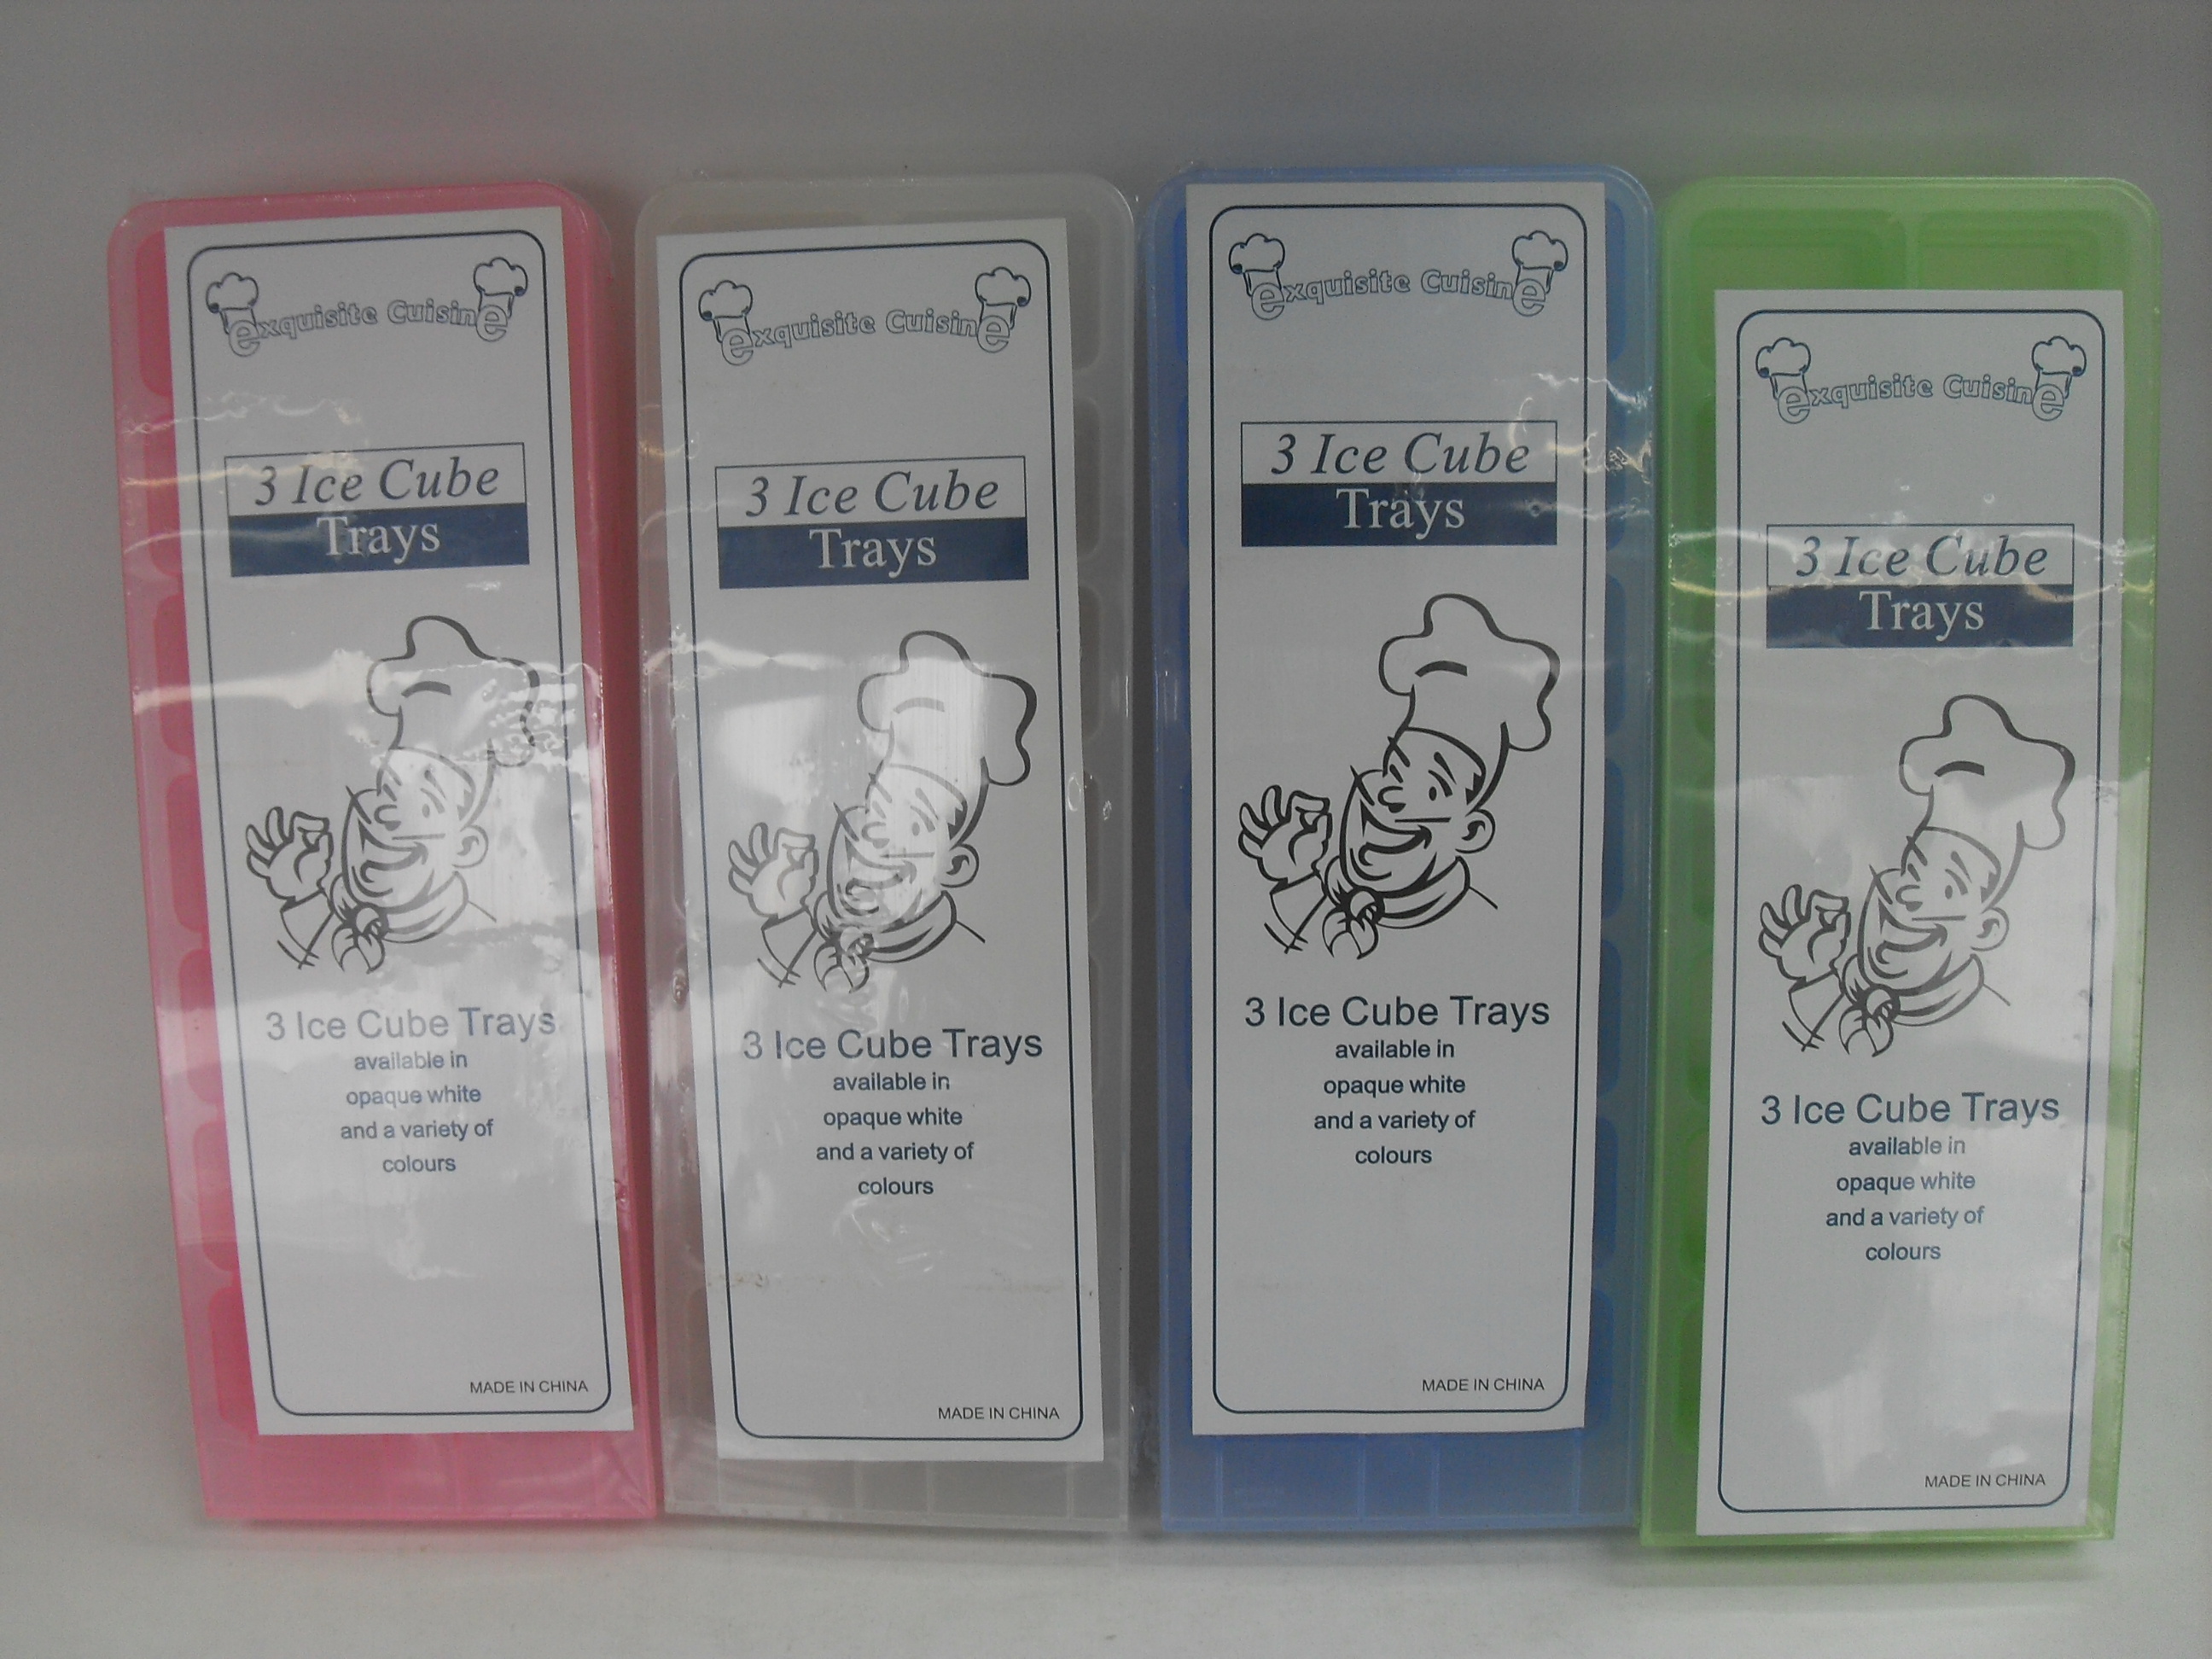 exquisite Cuisine
3 Ice Cube
Trays
3 Ice Cube Trays
available in
opaque white
and a variety of
colours
MADE IN CHINA
exquisite Cuisine
3 Ice Cube
Trays
3 Ice Cube Trays
available in
opaque white
and a variety of
colours
MADE IN CHINA
exquisite Cuisine
3 Ice Cube
Trays
3 Ice Cube Trays
available in
opaque white
and a variety of
colours
MADE IN CHINA
exquisite Cuisine
3 Ice Cube
Trays
3 Ice Cube Trays
available in
opaque white
and a variety of
colours
MADE IN CHINA